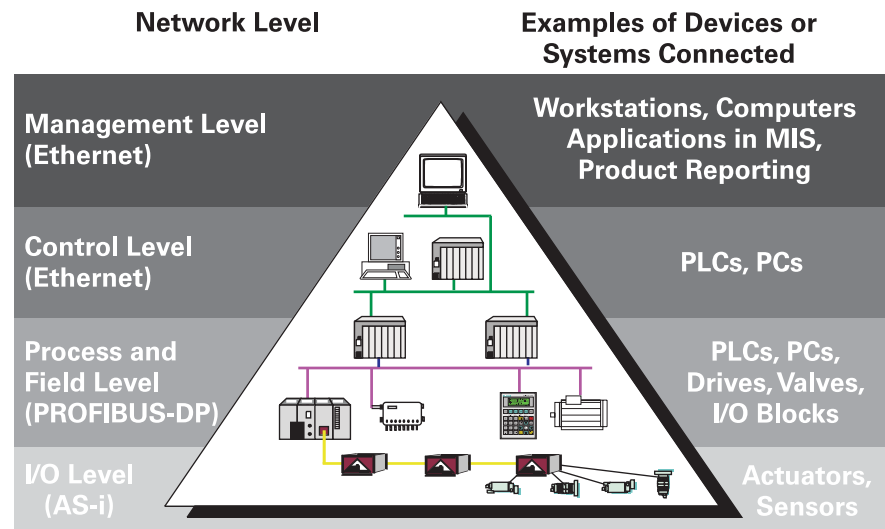 Network Level
Examples of Devices or
Systems Connected
Management Level
(Ethernet)
Workstations, Computers
Applications in MIS,
Product Reporting
Control Level
(Ethernet)
PLCs, PCs
Process and
Field Level
(PROFIBUS-DP)
PLCs, PCs,
Drives, Valves,
I/O Blocks
I/O Level
(AS-i)
Actuators,
Sensors